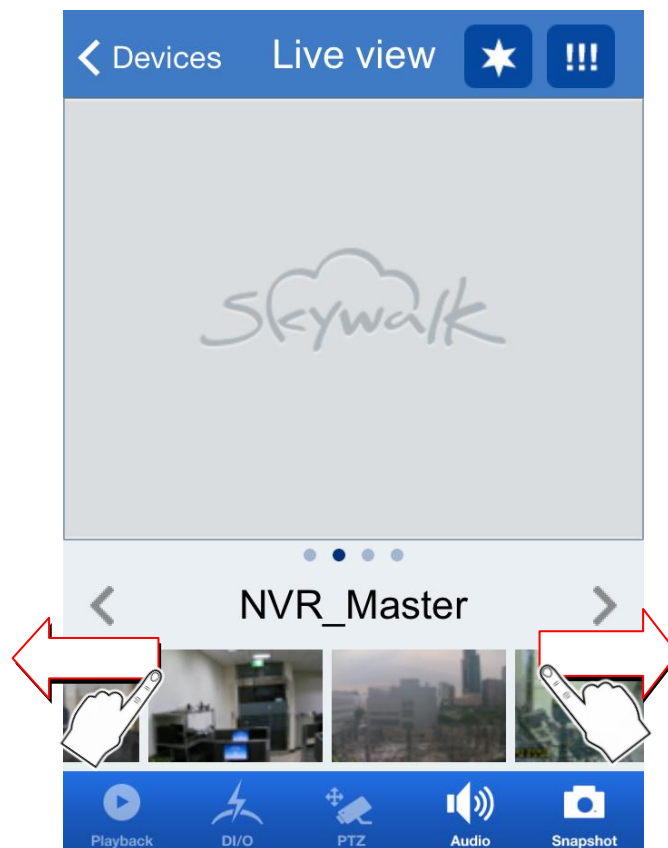 Devices
Live view
!!!
Skywalk
NVR_Master
Playback
DI/O
PTZ
Audio
Snapshot